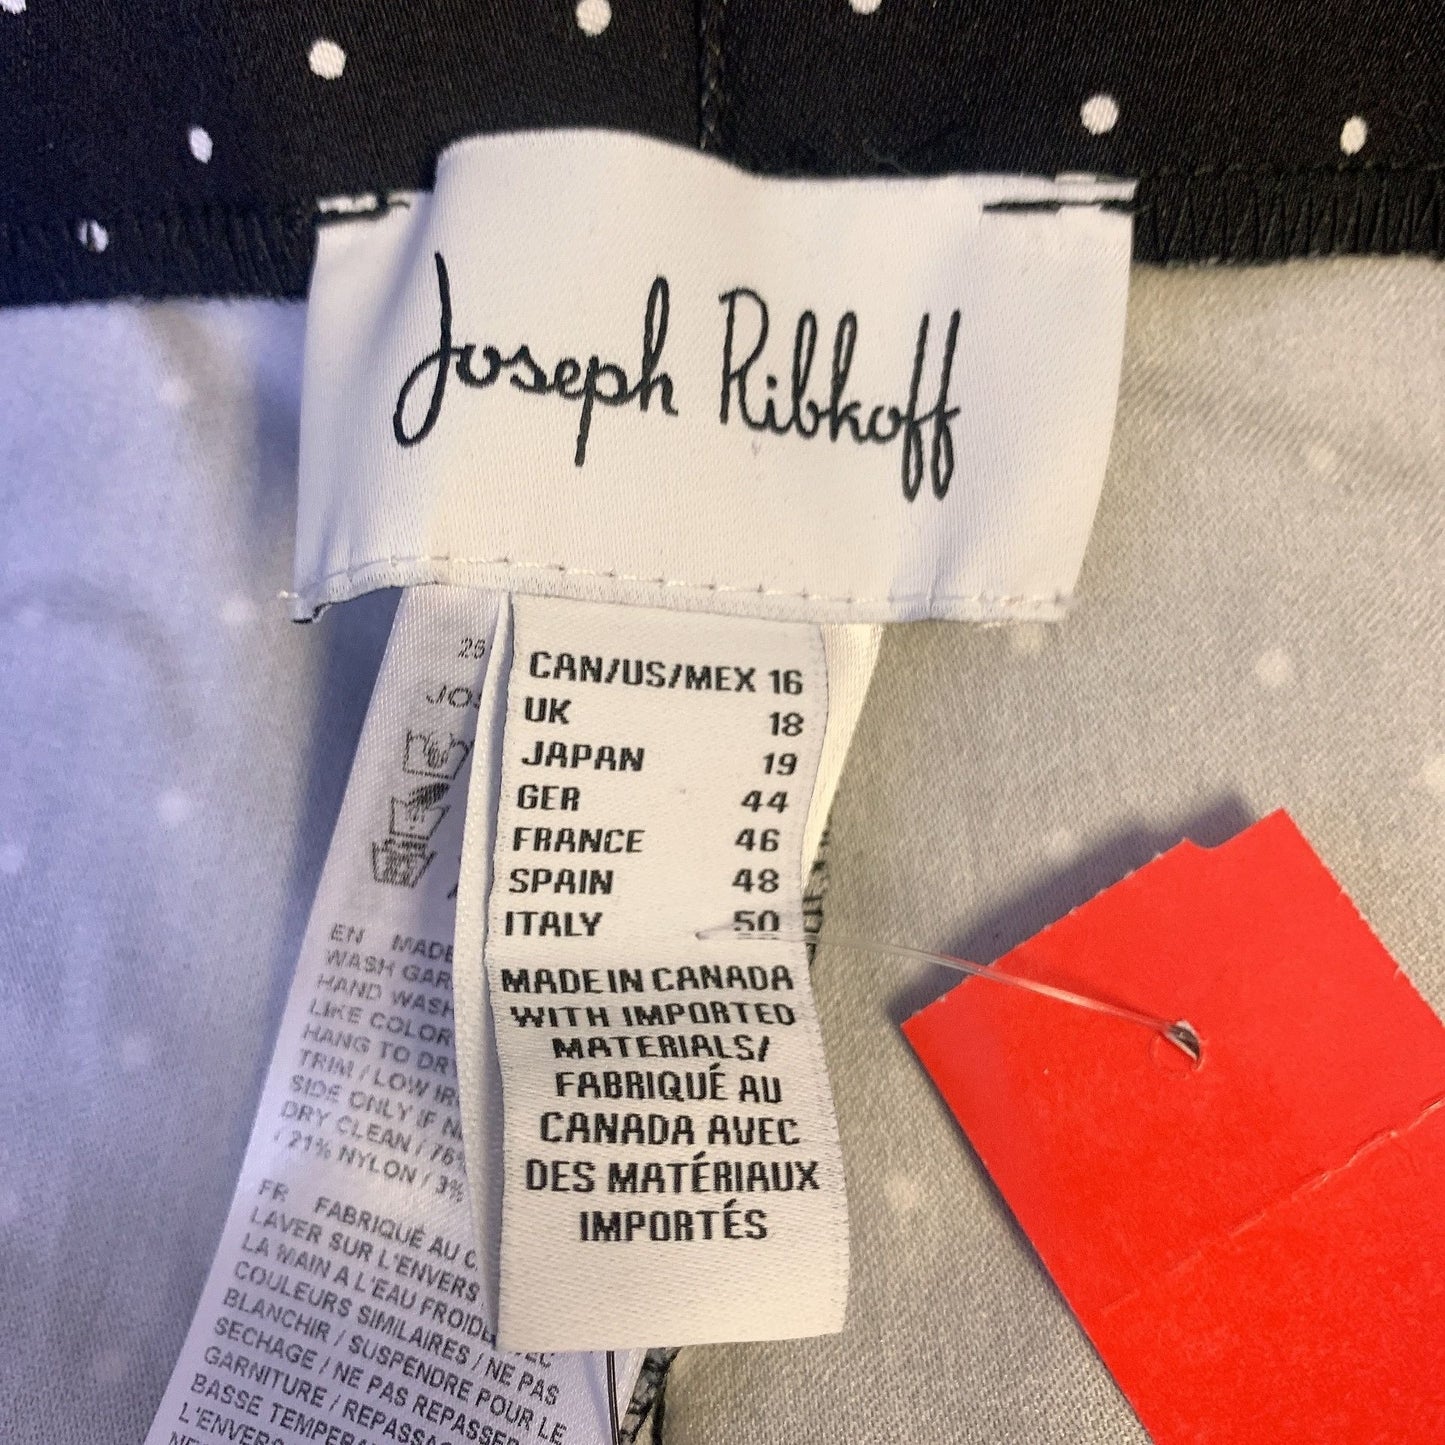 Joseph Ribkoff
CAN/US/MEX 16
UK 18
JAPAN 19
GER 44
FRANCE 46
SPAIN 48
ITALY 50
MADE IN CANADA
WITH IMPORTED
MATERIALS/
FABRIQUÉ AU
CANADA AVEC
DES MATÉRIAUX
IMPORTÉS
EN MADE
WASH GAR
HAND WASH
LIKE COLOR
HANG TO DRY
TRIM / LOW IR
SIDE ONLY IF N
DRY CLEAN / 76%
/ 21% NYLON / 3%
FR FABRIQUÉ AU C
LAVER SUR L'ENVERS
LA MAIN A L'EAU FROIDE
COULEURS SIMILAIRES / NE PAS
BLANCHIR / SUSPENDRE POUR LE
SECHAGE / NE PAS REPASSER
GARNITURE / REPASSA
BASSE TEMPERA
L'ENVERS